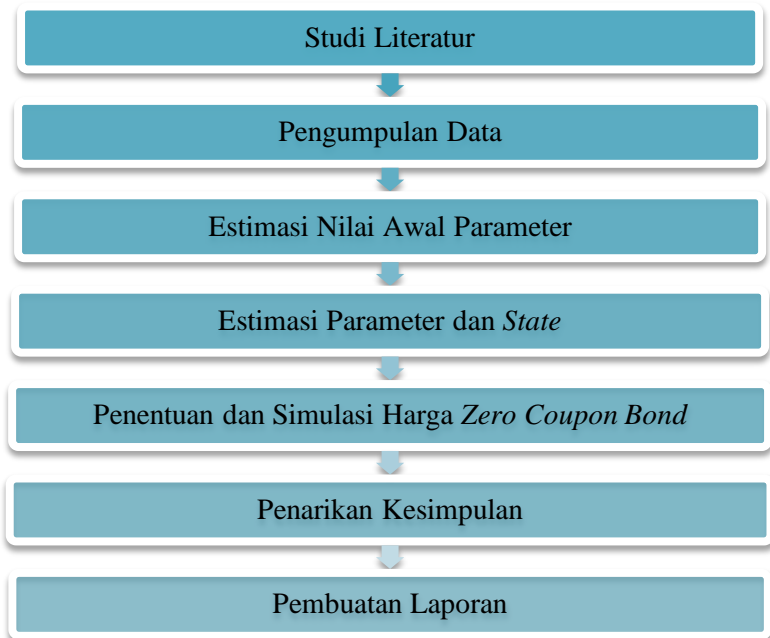 Studi Literatur
Pengumpulan Data
Estimasi Nilai Awal Parameter
Estimasi Parameter dan State
Penentuan dan Simulasi Harga Zero Coupon Bond
Penarikan Kesimpulan
Pembuatan Laporan